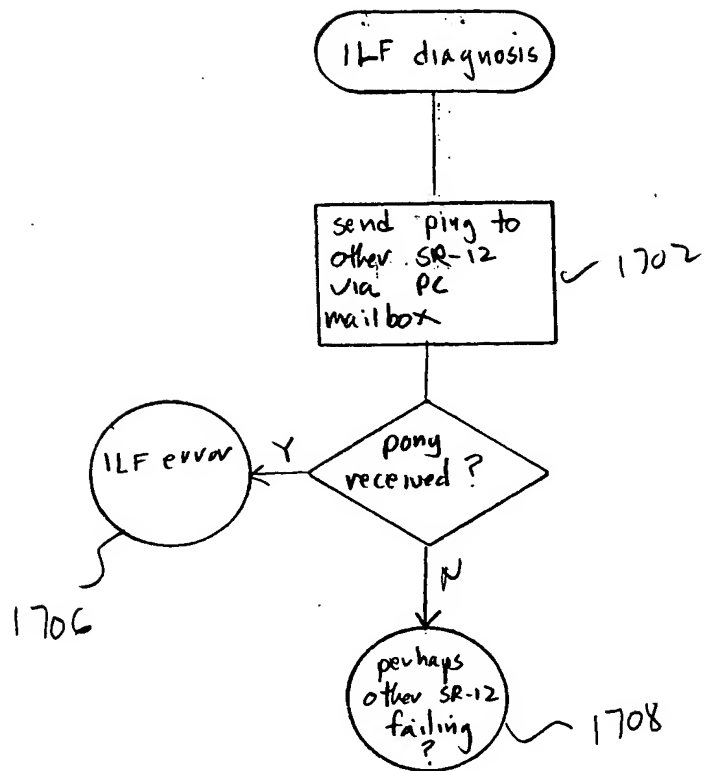 ILF diagnosis
send ping to
other SR-12
via PC
mailbox
1702
pony
received ?
Y
ILF error
1706
N
perhaps
other SR-12
failing
?
1708